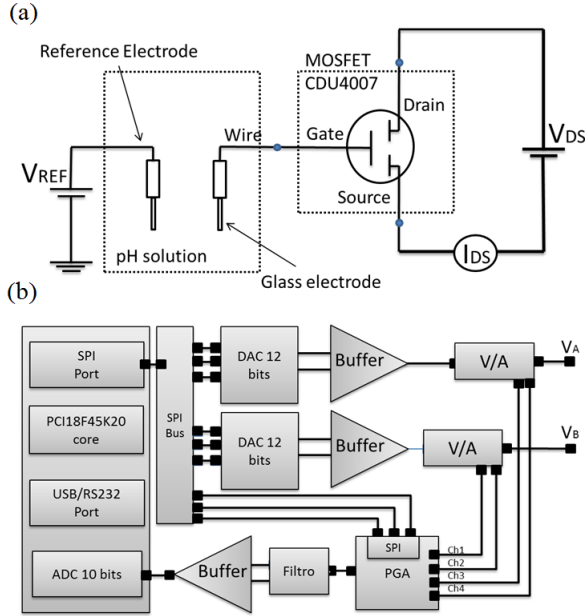 (a)
Reference Electrode
MOSFET
CDU4007
Drain
Wire
Gate
VDS
VREF
Source
pH solution
IDS
Glass electrode
(b)
SPI
Port
SPI
Bus
DAC 12
bits
Buffer
V/A
VA
PCI18F45K20
core
DAC 12
bits
Buffer
V/A
VB
USB/RS232
Port
ADC 10 bits
Buffer
Filtro
SPI
PGA
Ch1
Ch2
Ch3
Ch4